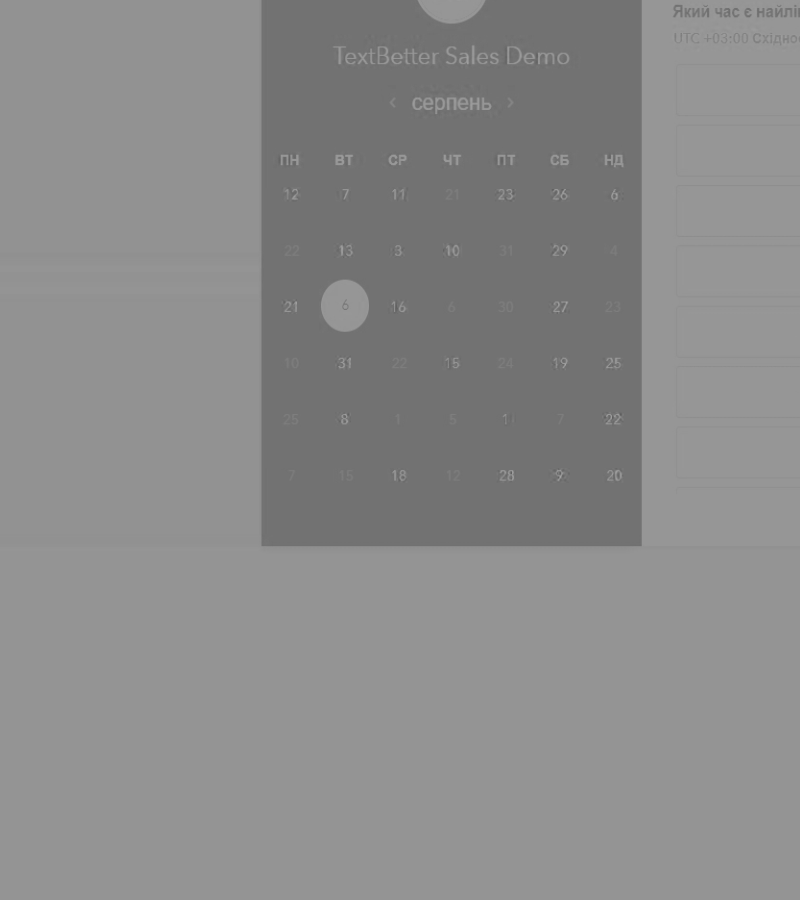 Який час є найлі
UTC +03:00 Східно
TextBetter Sales Demo
‹ серпень ›
ПН ВТ СР ЧТ ПТ СБ НД
12 7 11 21 23 26 6
22 13 3 10 31 29 4
21 6 16 6 30 27 23
10 31 22 15 24 19 25
25 8 1 5 1 7 22
7 15 18 12 28 9 20